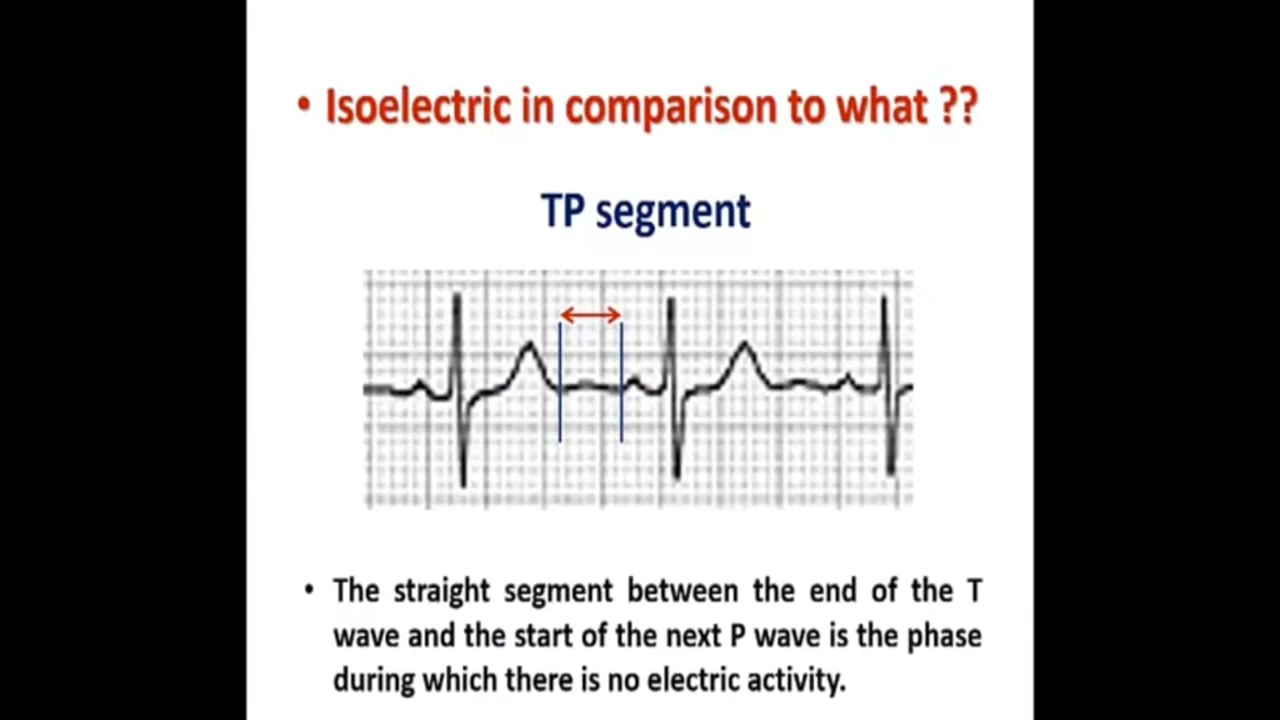 • Isoelectric in comparison to what ??
TP segment
• The straight segment between the end of the T
wave and the start of the next P wave is the phase
during which there is no electric activity.